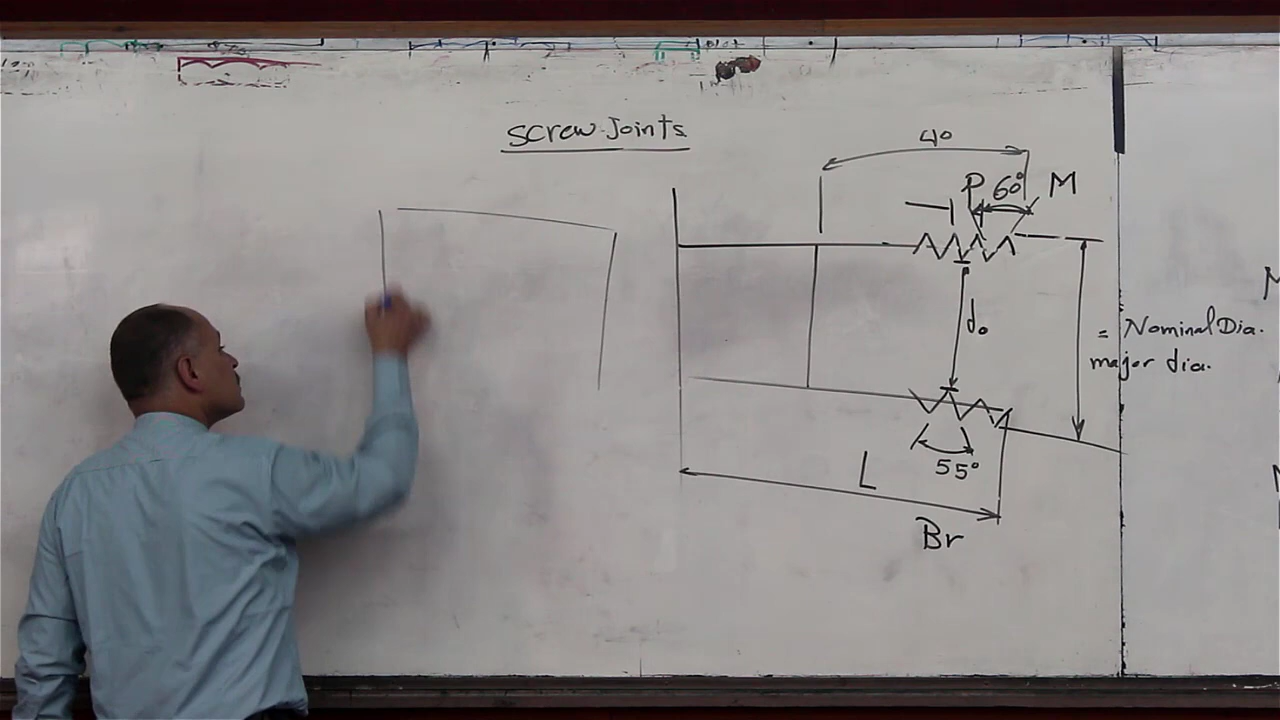 Screw Joints
40
P 60° M
do
= Nominal Dia.
major dia.
55°
L
Br